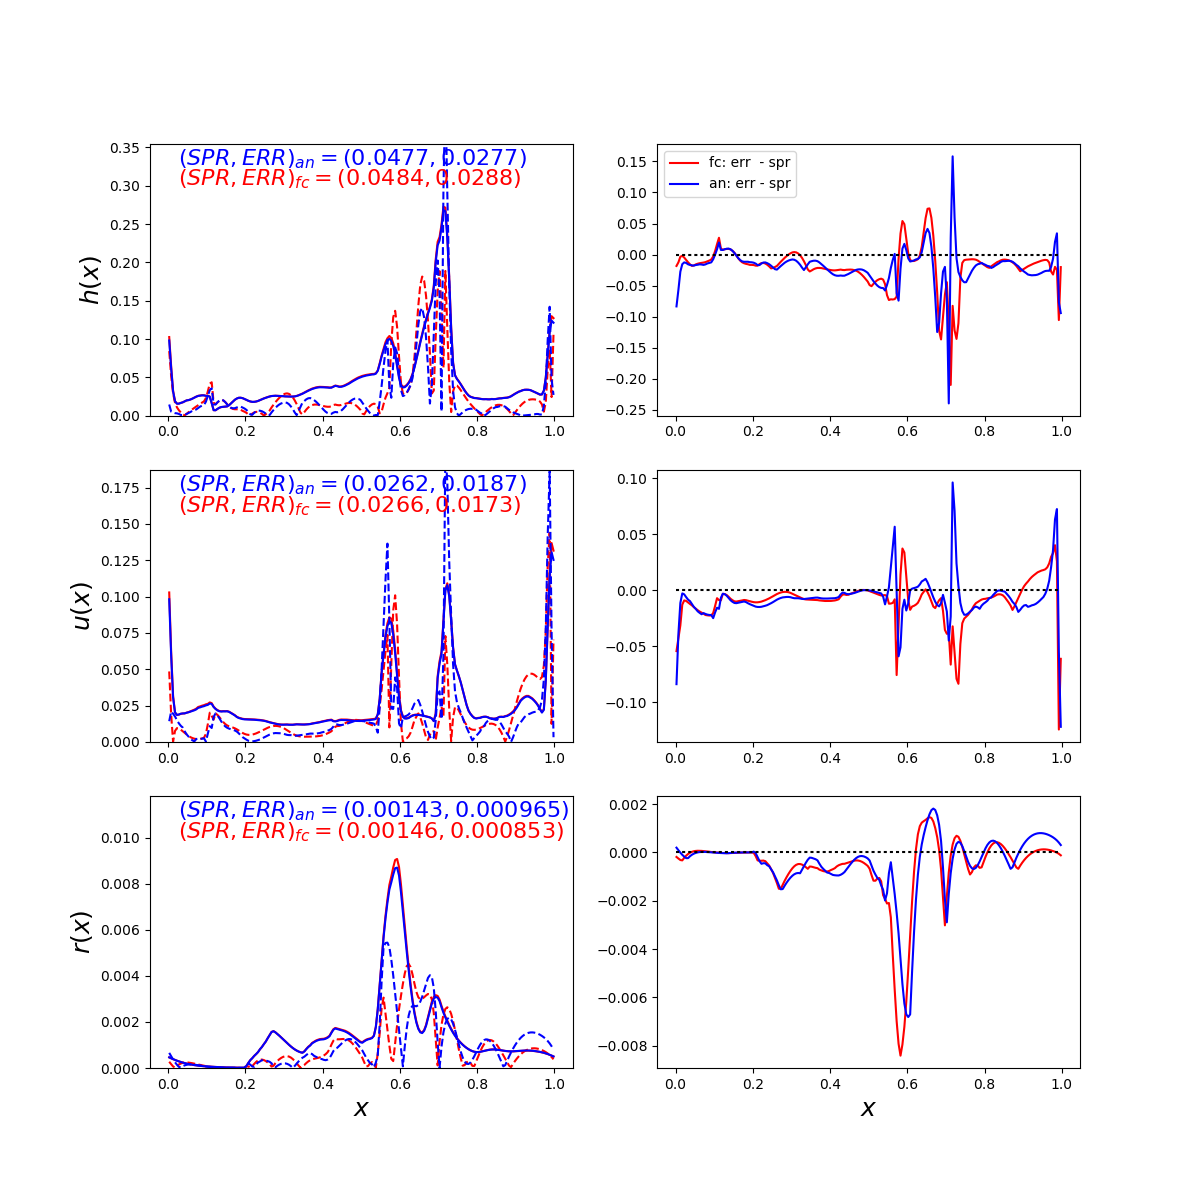 (SPR, ERR)an = (0.0477, 0.0277)
(SPR, ERR)fc = (0.0484, 0.0288)
h(x)
0.35
0.30
0.25
0.20
0.15
0.10
0.05
0.00
0.0 0.2 0.4 0.6 0.8 1.0
fc: err - spr
an: err - spr
0.15
0.10
0.05
0.00
−0.05
−0.10
−0.15
−0.20
−0.25
0.0 0.2 0.4 0.6 0.8 1.0
(SPR, ERR)an = (0.0262, 0.0187)
(SPR, ERR)fc = (0.0266, 0.0173)
u(x)
0.175
0.150
0.125
0.100
0.075
0.050
0.025
0.000
0.0 0.2 0.4 0.6 0.8 1.0
0.10
0.05
0.00
−0.05
−0.10
0.0 0.2 0.4 0.6 0.8 1.0
(SPR, ERR)an = (0.00143, 0.000965)
(SPR, ERR)fc = (0.00146, 0.000853)
r(x)
0.010
0.008
0.006
0.004
0.002
0.000
0.0 0.2 0.4 0.6 0.8 1.0
x
0.002
0.000
−0.002
−0.004
−0.006
−0.008
0.0 0.2 0.4 0.6 0.8 1.0
x